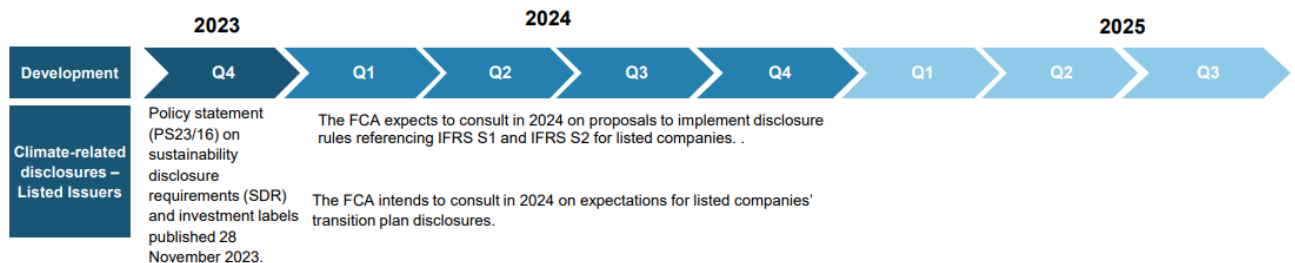 2023
2024
2025
Development
Q4
Q1
Q2
Q3
Q4
Q1
Q2
Q3
Climate-related
disclosures –
Listed Issuers
Policy statement
(PS23/16) on
sustainability
disclosure
requirements (SDR)
and investment labels
published 28
November 2023.
The FCA expects to consult in 2024 on proposals to implement disclosure
rules referencing IFRS S1 and IFRS S2 for listed companies. .
The FCA intends to consult in 2024 on expectations for listed companies’
transition plan disclosures.